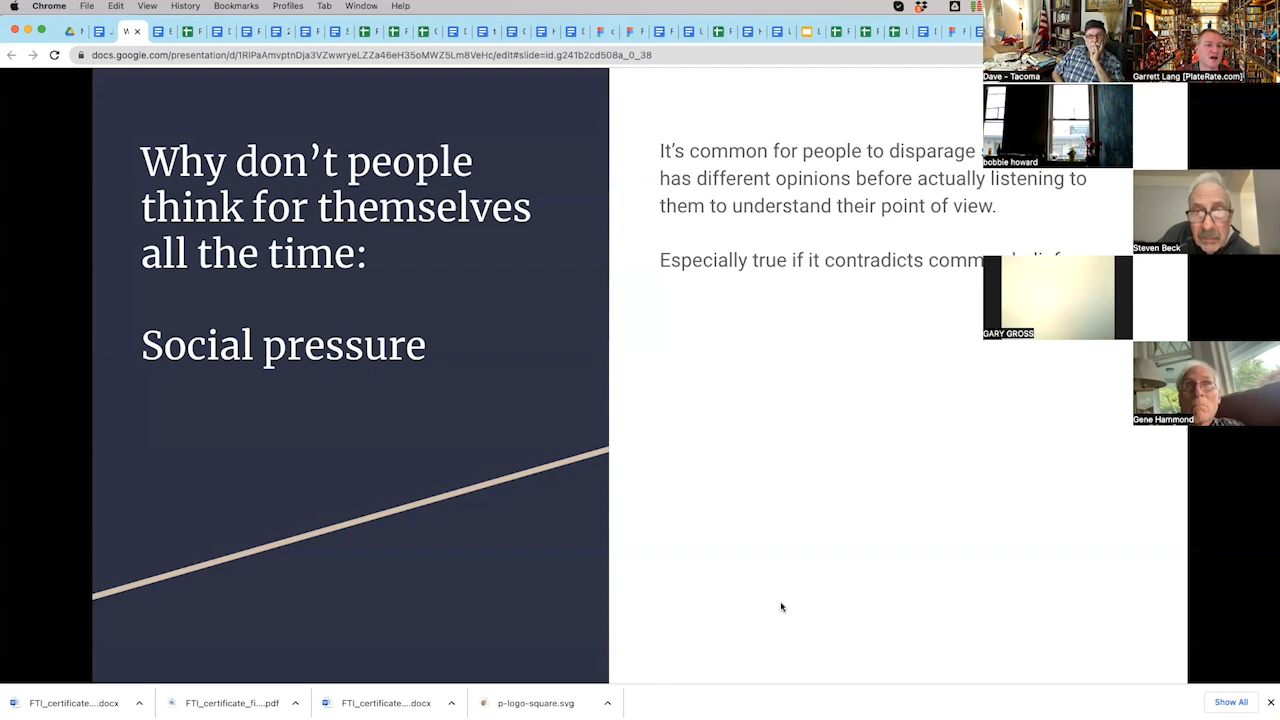 Chrome File Edit View History Bookmarks Profiles Tab Window Help
docs.google.com/presentation/d/1RIPaAmvptnDja3VZwwryeLZZa46eH35oMWZ5Lm8VeHc/edit#slide=id.g241b2cd508a_0_38
Why don’t people
think for themselves
all the time:
Social pressure
It’s common for people to disparage
has different opinions before actually listening to
them to understand their point of view.
Especially true if it contradicts
Dave - Tacoma
Garrett Lang [PlateRate.com]
bobbie howard
Steven Beck
GARY GROSS
Gene Hammond
FTI_certificate....docx
FTI_certificate_fi....pdf
FTI_certificate....docx
p-logo-square.svg
Show All